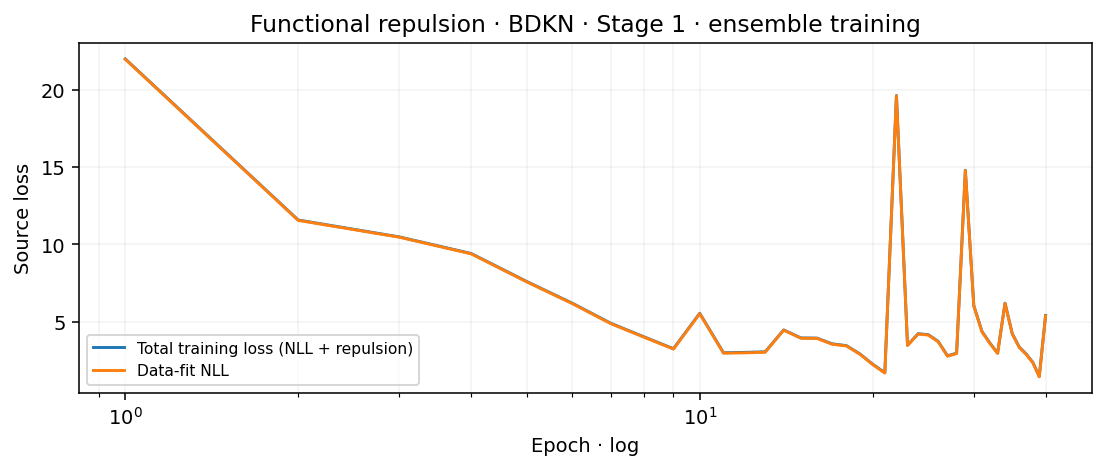 Functional repulsion · BDKN · Stage 1 · ensemble training
Source loss
20
15
10
5
Total training loss (NLL + repulsion)
Data-fit NLL
10⁰
10¹
Epoch · log